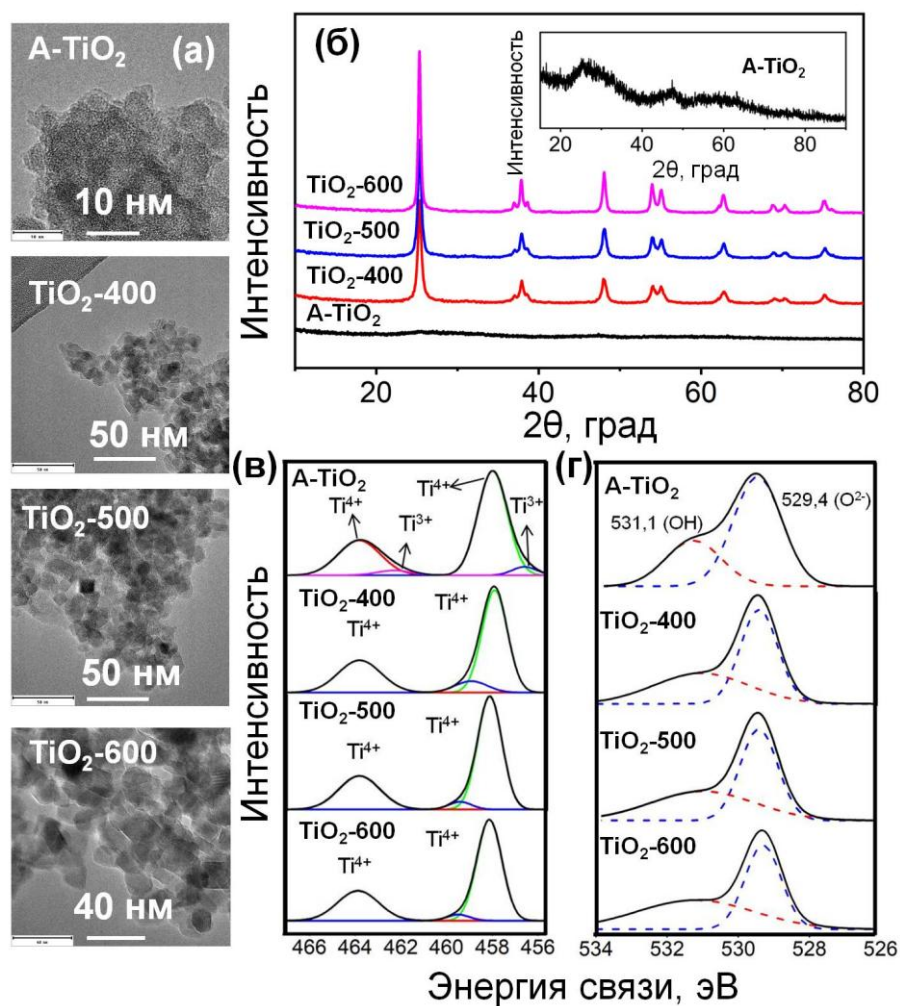 (а)
A-TiO₂
10 нм
TiO₂-400
50 нм
TiO₂-500
50 нм
TiO₂-600
40 нм
(б)
Интенсивность
TiO₂-600
TiO₂-500
TiO₂-400
A-TiO₂
20 40 60 80
2θ, град
Интенсивность
A-TiO₂
20 40 60 80
2θ, град
(в)
Интенсивность
A-TiO₂
Ti⁴⁺
Ti³⁺
Ti⁴⁺
Ti³⁺
TiO₂-400
Ti⁴⁺
Ti⁴⁺
TiO₂-500
Ti⁴⁺
Ti⁴⁺
TiO₂-600
Ti⁴⁺
Ti⁴⁺
466 464 462 460 458 456
(г)
A-TiO₂
529,4 (O²⁻)
531,1 (OH)
TiO₂-400
TiO₂-500
TiO₂-600
534 532 530 528 526
Энергия связи, эВ